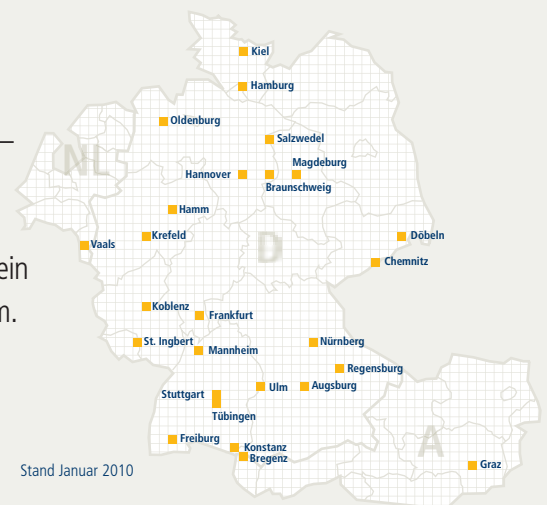 Kiel
Hamburg
Oldenburg
Salzwedel
NL
Magdeburg
Hannover
Braunschweig
Hamm
Krefeld
Döbeln
Vaals
D
Chemnitz
ein
Koblenz
Frankfurt
n.
St. Ingbert
Nürnberg
Mannheim
Regensburg
Stuttgart
Ulm
Augsburg
Tübingen
Freiburg
A
Konstanz
Bregenz
Graz
Stand Januar 2010